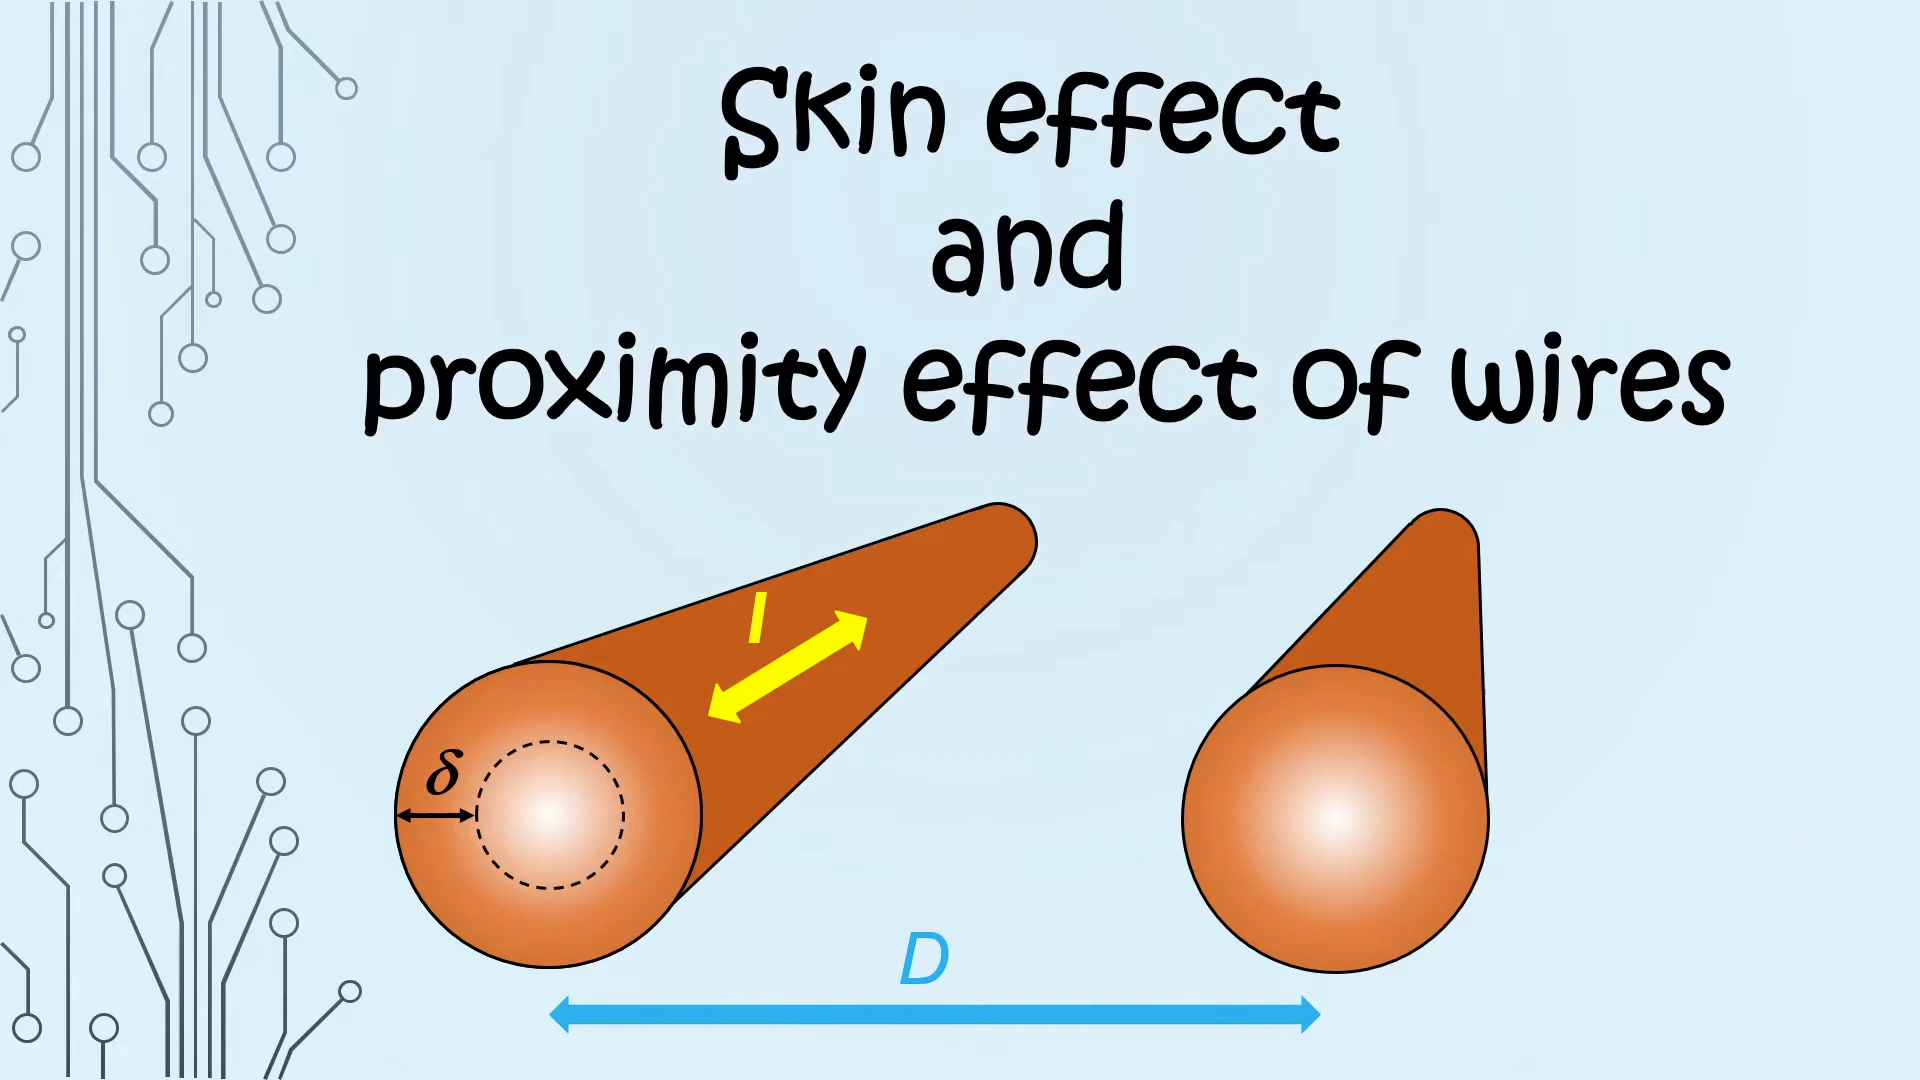 Skin effect
and
proximity effect of wires
I
δ
D